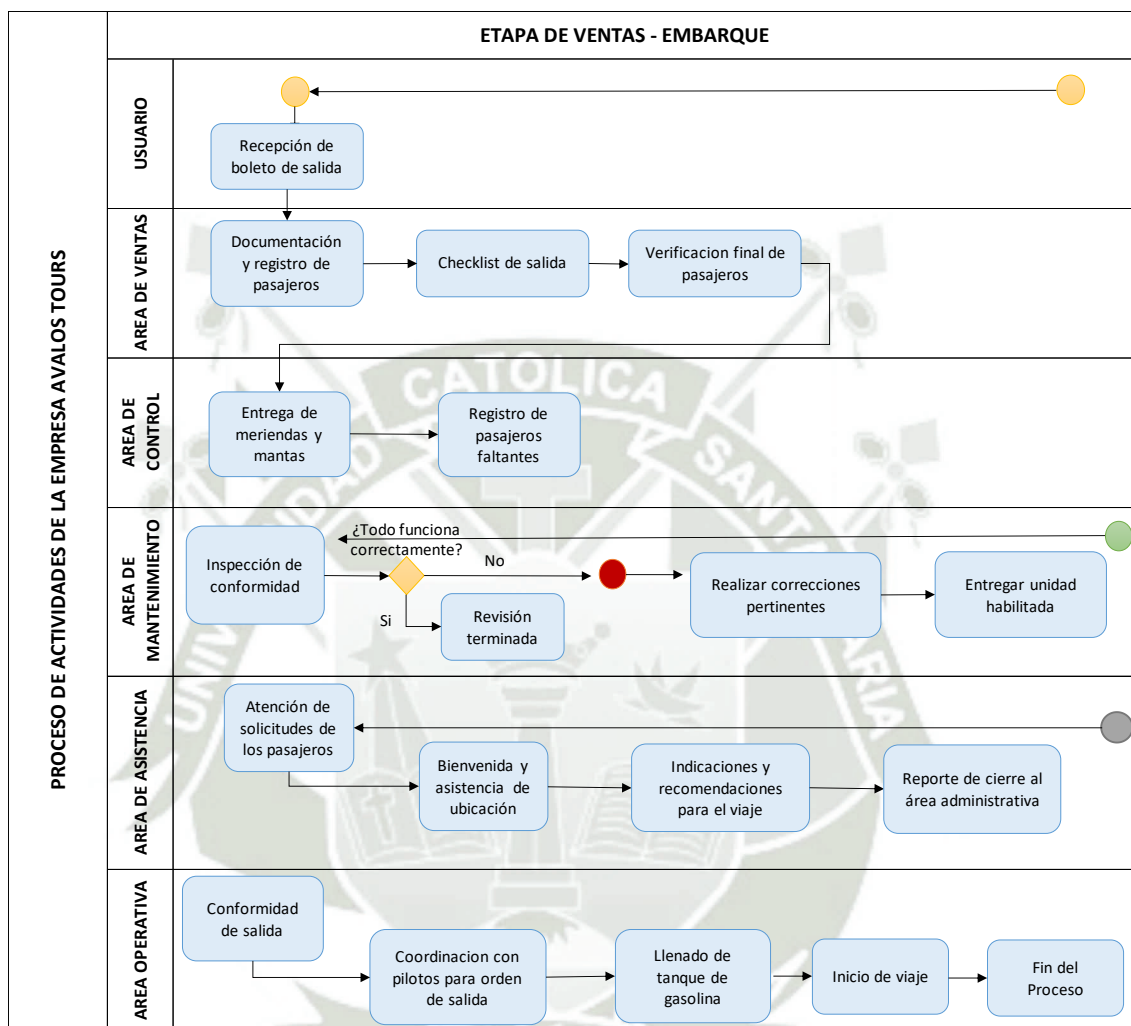 ETAPA DE VENTAS - EMBARQUE
PROCESO DE ACTIVIDADES DE LA EMPRESA AVALOS TOURS
USUARIO
Recepción de
boleto de salida
AREA DE VENTAS
Documentación
y registro de
pasajeros
Checklist de salida
Verificacion final de
pasajeros
AREA DE
CONTROL
Entrega de
meriendas y
mantas
Registro de
pasajeros
faltantes
AREA DE
MANTENIMIENTO
Inspección de
conformidad
¿Todo funciona
correctamente?
No
Si
Revisión
terminada
Realizar correcciones
pertinentes
Entregar unidad
habilitada
AREA DE ASISTENCIA
Atención de
solicitudes de
los pasajeros
Bienvenida y
asistencia de
ubicación
Indicaciones y
recomendaciones
para el viaje
Reporte de cierre al
área administrativa
AREA OPERATIVA
Conformidad
de salida
Coordinacion con
pilotos para orden
de salida
Llenado de
tanque de
gasolina
Inicio de viaje
Fin del
Proceso
CATOLICA